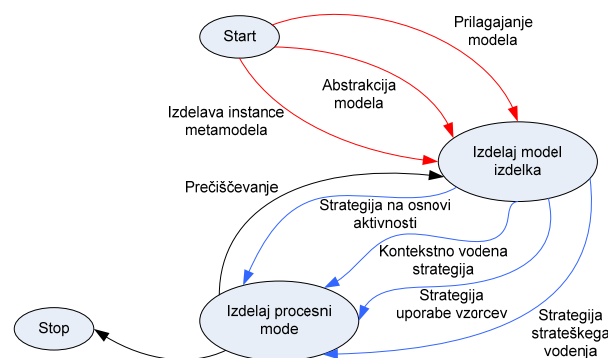 Start
Prilagajanje
modela
Abstrakcija
modela
Izdelava instance
metamodela
Izdelaj model
izdelka
Prečiščevanje
Strategija na osnovi
aktivnosti
Kontekstno vodena
strategija
Strategija
uporabe vzorcev
Strategija
strateškega
vodenja
Izdelaj procesni
mode
Stop